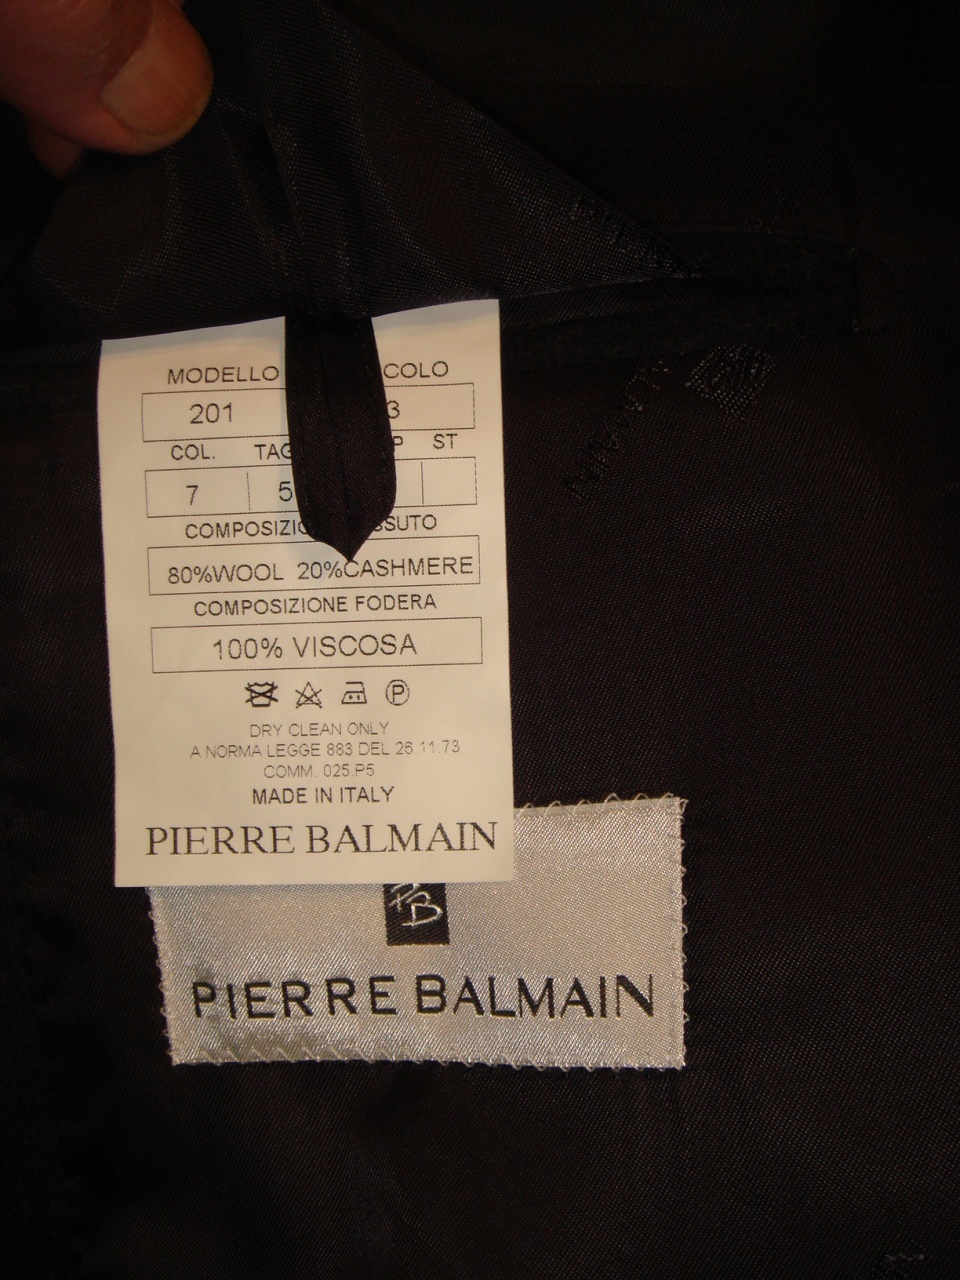 MODELLO COLO
201 3
COL. TAG P ST
7 5
COMPOSIZIO SSUTO
80%WOOL 20%CASHMERE
COMPOSIZIONE FODERA
100% VISCOSA
P
DRY CLEAN ONLY
A NORMA LEGGE 883 DEL 26.11.73
COMM. 025.P5
MADE IN ITALY
PIERRE BALMAIN
PB
PIERRE BALMAIN